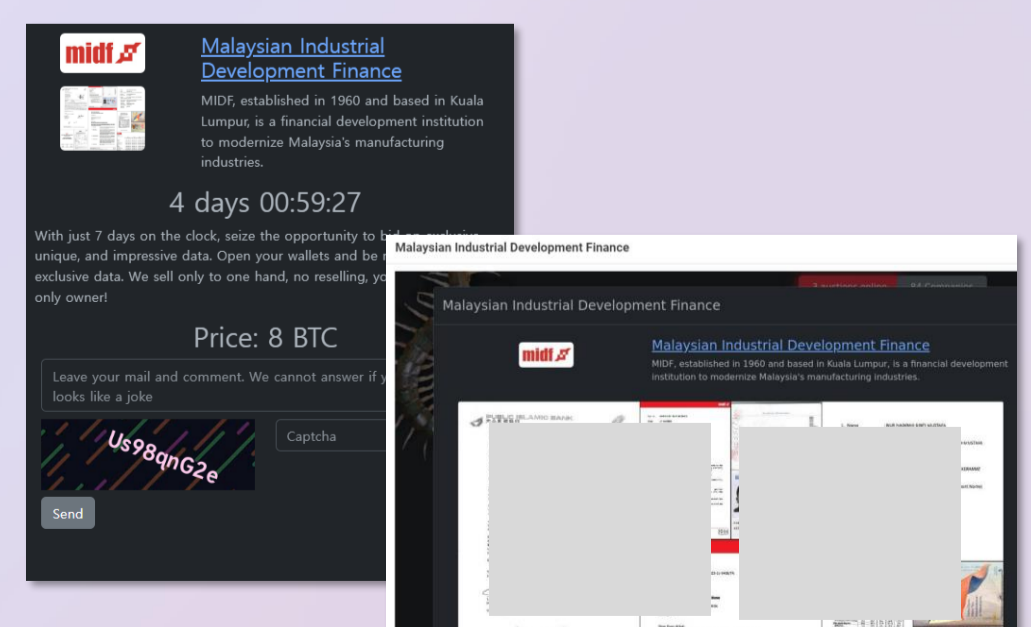 midf
Malaysian Industrial
Development Finance
MIDF, established in 1960 and based in Kuala
Lumpur, is a financial development institution
to modernize Malaysia's manufacturing
industries.
4 days 00:59:27
With just 7 days on the clock, seize the opportunity to bid on exclusive,
unique, and impressive data. Open your wallets and be
exclusive data. We sell only to one hand, no reselling,
only owner!
Price: 8 BTC
Leave your mail and comment. We cannot answer if
looks like a joke
Us98qnG2e
Captcha
Send
Malaysian Industrial Development Finance
3 auctions online
84 Companies
Malaysian Industrial Development Finance
midf
Malaysian Industrial Development Finance
MIDF, established in 1960 and based in Kuala Lumpur, is a financial development
institution to modernize Malaysia's manufacturing industries.
PUBLIC ISLAMIC BANK